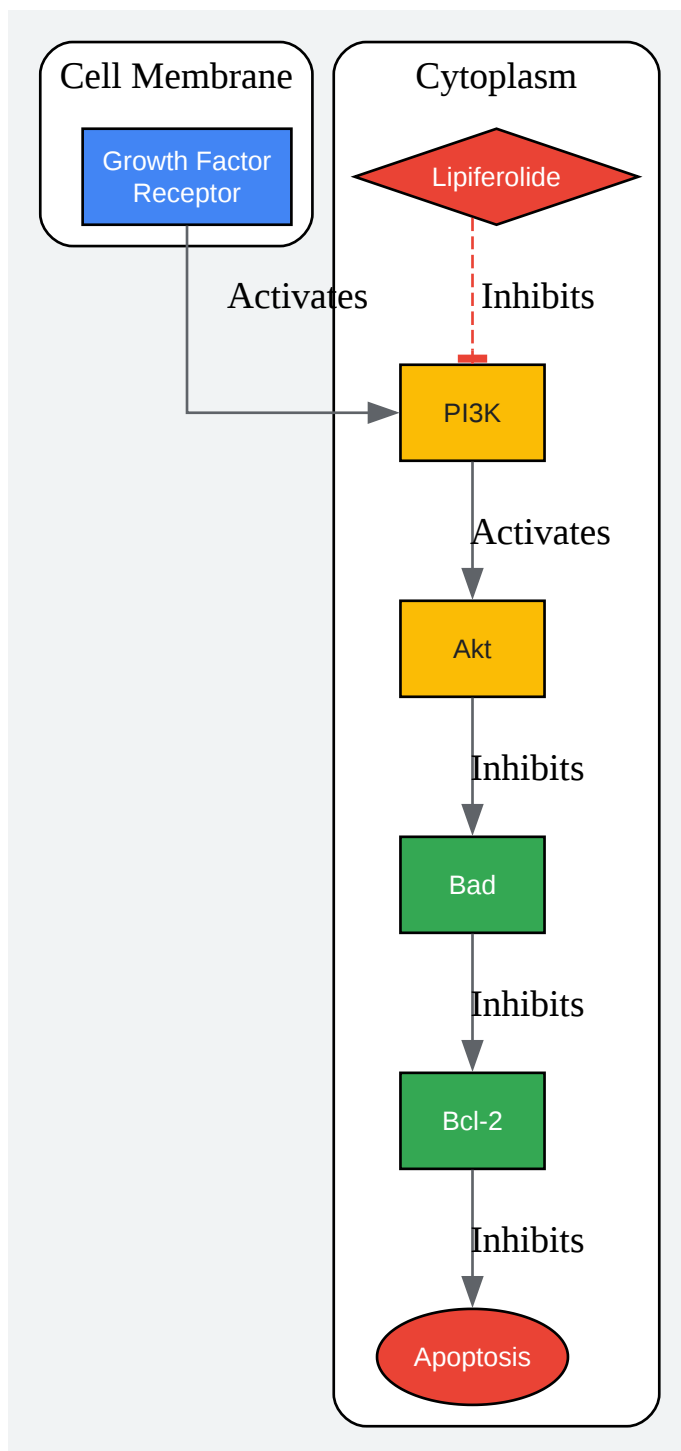 Cell Membrane
Cytoplasm
Growth Factor
Receptor
Lipiferolide
Activates
Inhibits
PI3K
Activates
Akt
Inhibits
Bad
Inhibits
Bcl-2
Inhibits
Apoptosis